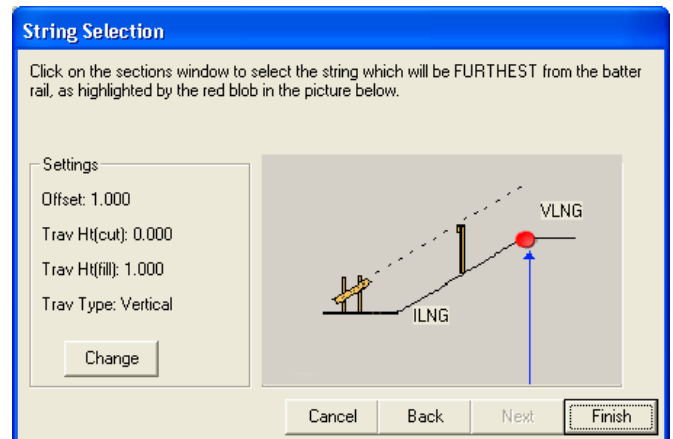 String Selection
Click on the sections window to select the string which will be FURTHEST from the batter
rail, as highlighted by the red blob in the picture below.
Settings
Offset: 1.000
Trav Ht(cut): 0.000
Trav Ht(fill): 1.000
Trav Type: Vertical
Change
VLNG
ILNG
Cancel
Back
Next
Finish